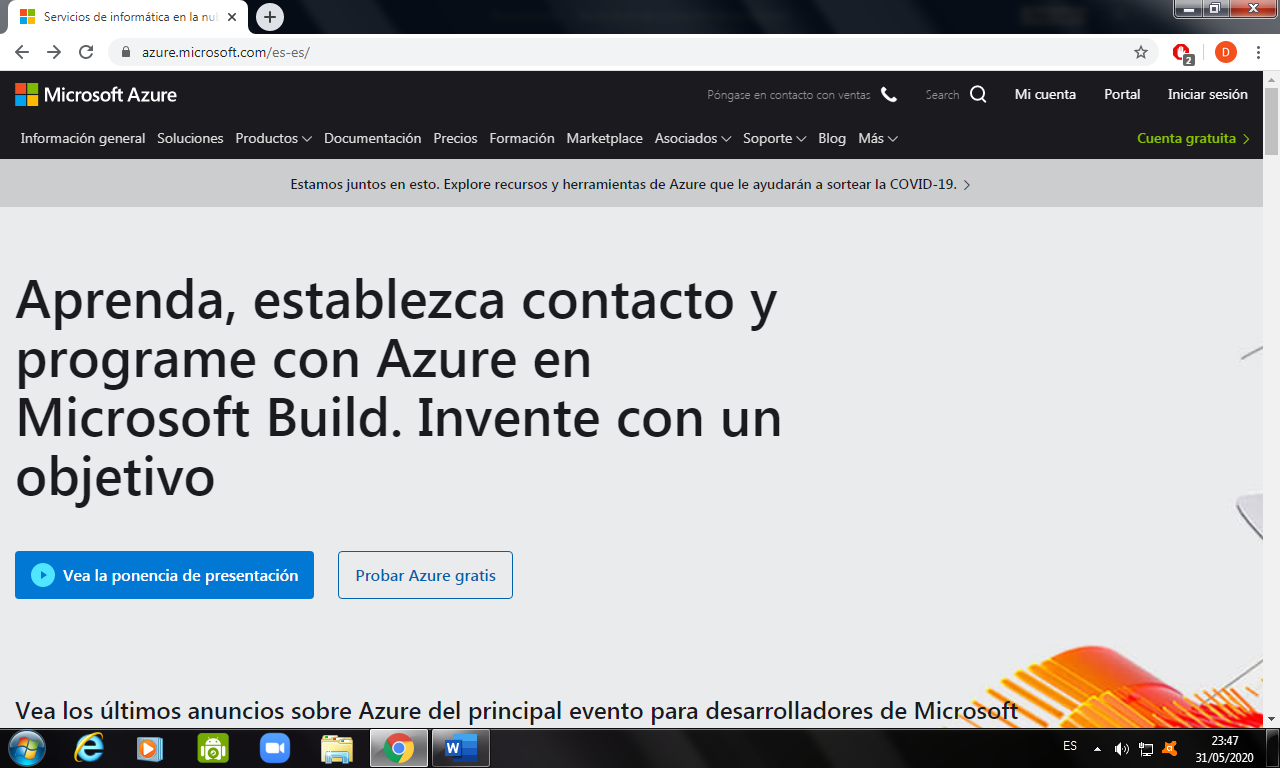 Servicios de informática en la nu
azure.microsoft.com/es-es/
2
D
Microsoft Azure
Póngase en contacto con ventas
Search
Mi cuenta
Portal
Iniciar sesión
Información general
Soluciones
Productos
Documentación
Precios
Formación
Marketplace
Asociados
Soporte
Blog
Más
Cuenta gratuita
Estamos juntos en esto. Explore recursos y herramientas de Azure que le ayudarán a sortear la COVID-19.
Aprenda, establezca contacto y
programe con Azure en
Microsoft Build. Invente con un
objetivo
Vea la ponencia de presentación
Probar Azure gratis
Vea los últimos anuncios sobre Azure del principal evento para desarrolladores de Microsoft
W
ES
23:47
31/05/2020